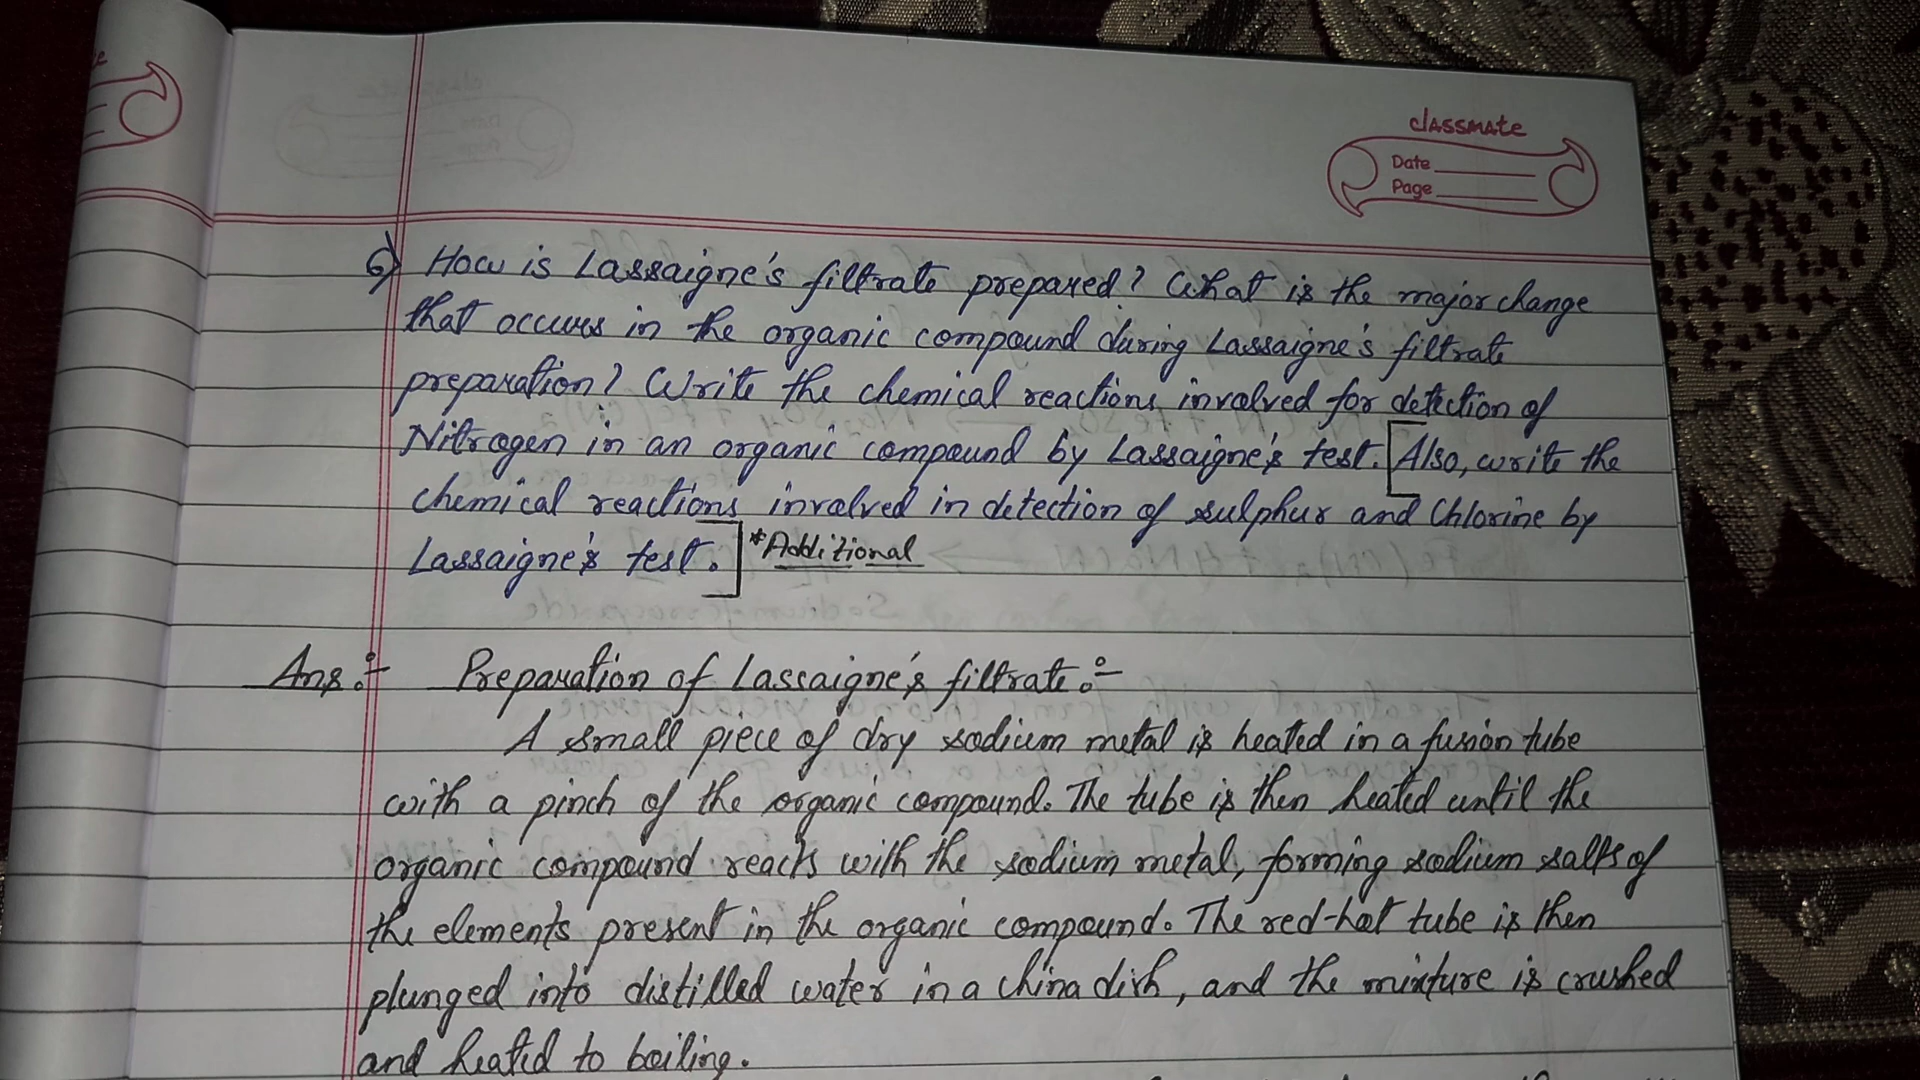 classmate
Date
Page
6) How is Lassaigne's filtrate prepared? What is the major change
that occurs in the organic compound during Lassaigne's filtrate
preparation? Write the chemical reactions involved for detection of
Nitrogen in an organic compound by Lassaigne's test. [Also, write the
chemical reactions involved in detection of sulphur and Chlorine by
Lassaigne's test.] *Additional
Ans:- Preparation of Lassaigne's filtrate:-
A small piece of dry sodium metal is heated in a fusion tube
with a pinch of the organic compound. The tube is then heated until the
organic compound reacts with the sodium metal, forming sodium salts of
the elements present in the organic compound. The red-hot tube is then
plunged into distilled water in a china dish, and the mixture is crushed
and heated to boiling.